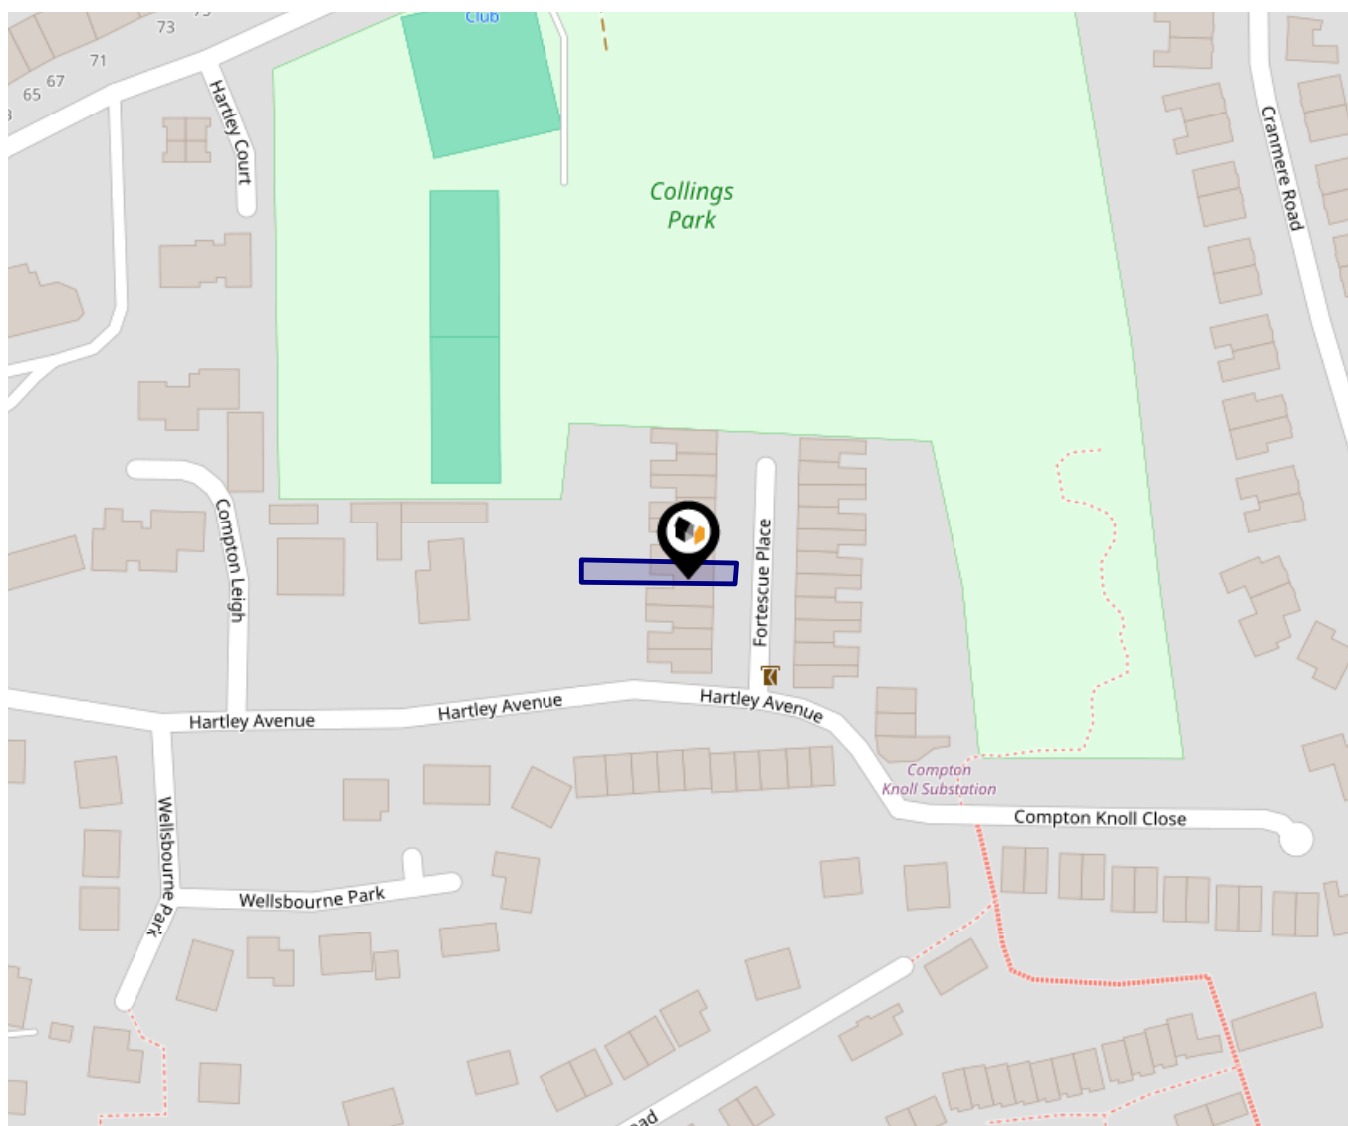 Club
73
71
67
65
Hartley Court
Cranmere Road
Collings
Park
Compton Leigh
Fortescue Place
Hartley Avenue
Hartley Avenue
Hartley Avenue
Compton
Knoll Substation
Compton Knoll Close
Wellsbourne Park
Wellsbourne Park